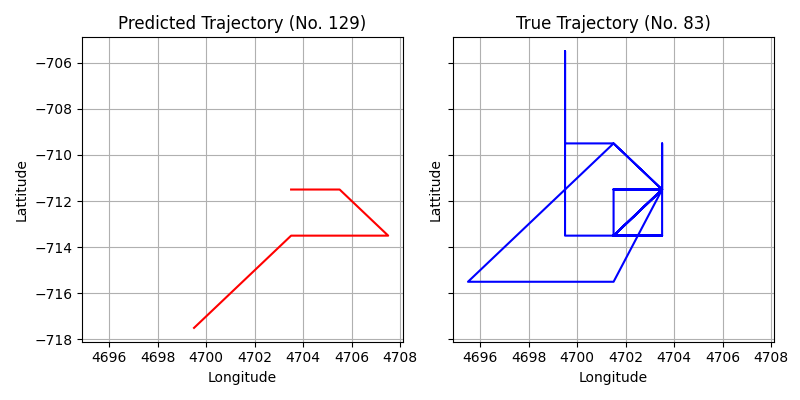 Predicted Trajectory (No. 129)
True Trajectory (No. 83)
Lattitude
−706
−708
−710
−712
−714
−716
−718
4696 4698 4700 4702 4704 4706 4708
Longitude
Lattitude
4696 4698 4700 4702 4704 4706 4708
Longitude